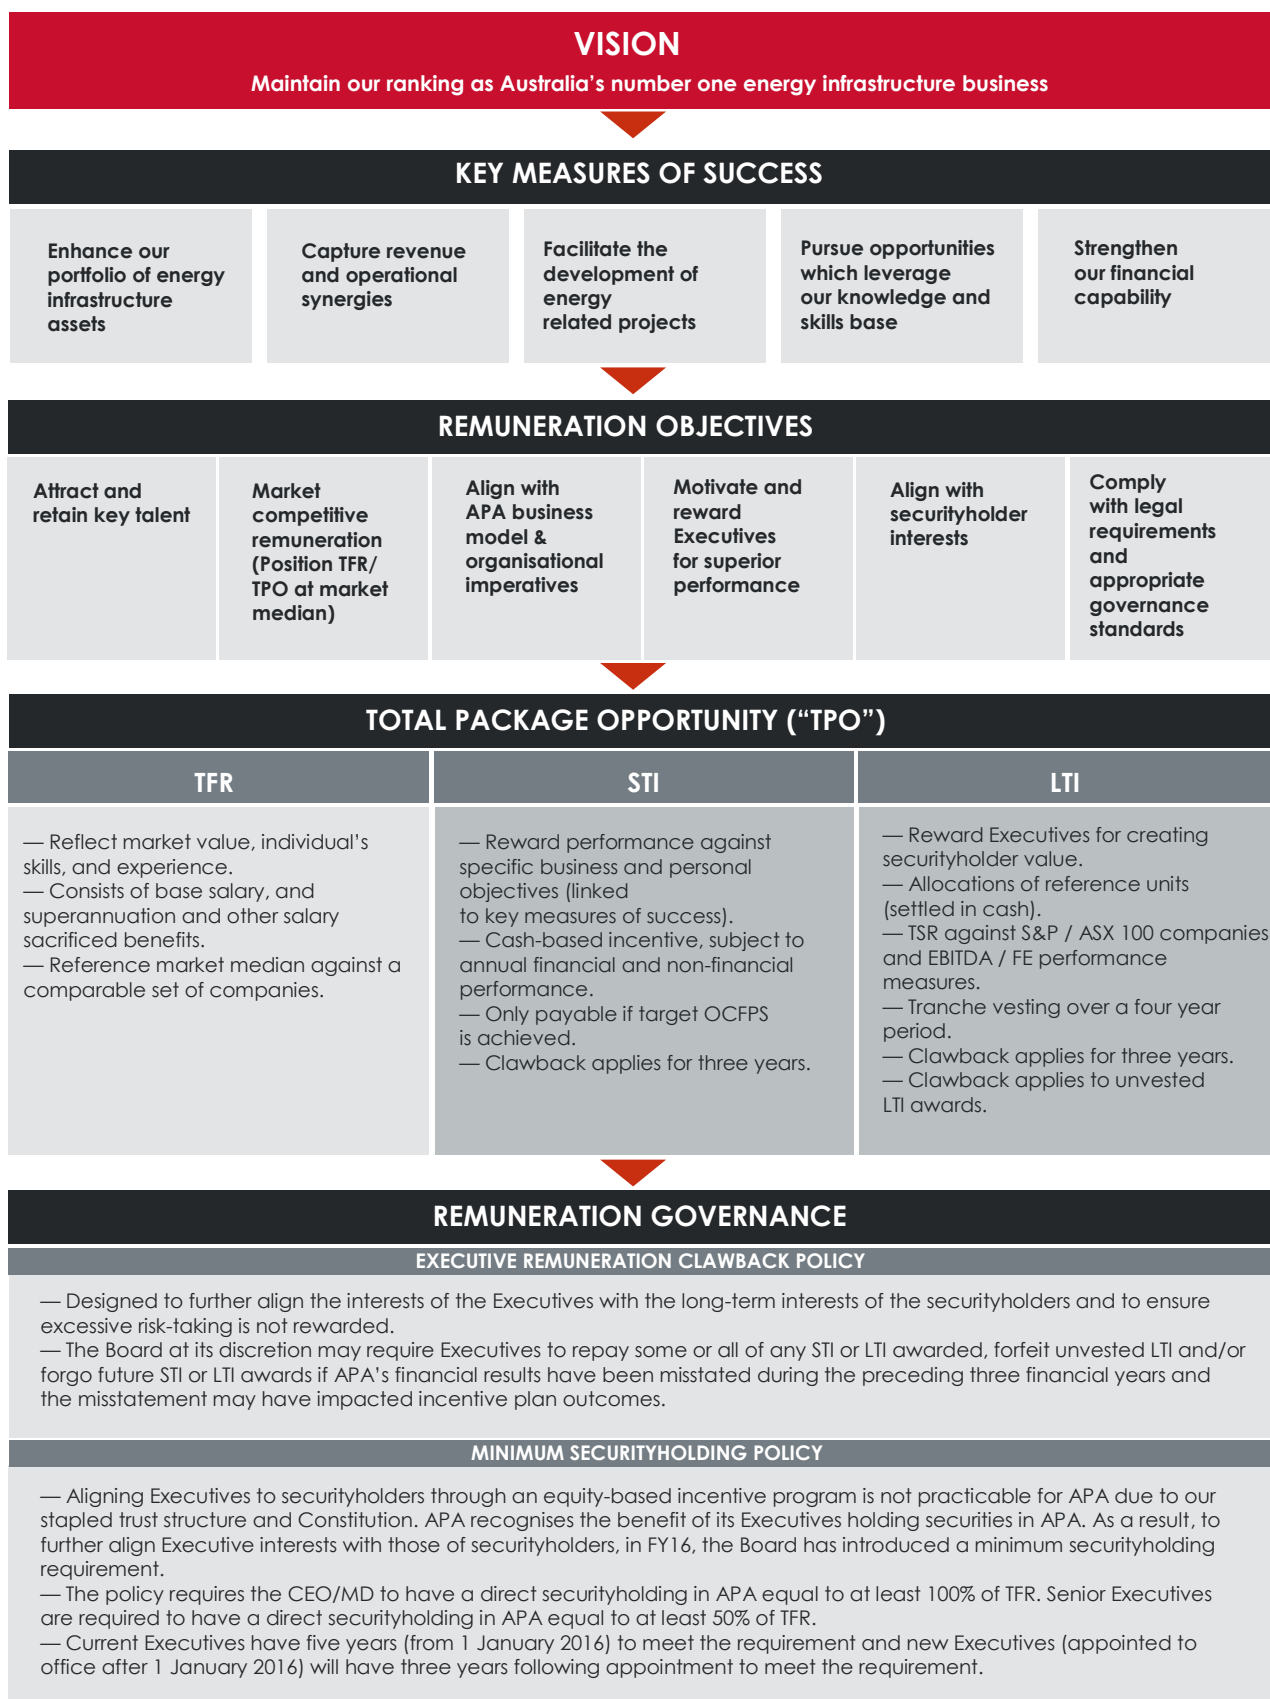 VISION
Maintain our ranking as Australia’s number one energy infrastructure business
KEY MEASURES OF SUCCESS
Enhance our
portfolio of energy
infrastructure
assets
Capture revenue
and operational
synergies
Facilitate the
development of
energy
related projects
Pursue opportunities
which leverage
our knowledge and
skills base
Strengthen
our financial
capability
REMUNERATION OBJECTIVES
Attract and
retain key talent
Market
competitive
remuneration
(Position TFR/
TPO at market
median)
Align with
APA business
model &
organisational
imperatives
Motivate and
reward
Executives
for superior
performance
Align with
securityholder
interests
Comply
with legal
requirements
and
appropriate
governance
standards
TOTAL PACKAGE OPPORTUNITY (“TPO”)
TFR
— Reflect market value, individual’s
skills, and experience.
— Consists of base salary, and
superannuation and other salary
sacrificed benefits.
— Reference market median against a
comparable set of companies.
STI
— Reward performance against
specific business and personal
objectives (linked
to key measures of success).
— Cash-based incentive, subject to
annual financial and non-financial
performance.
— Only payable if target OCFPS
is achieved.
— Clawback applies for three years.
LTI
— Reward Executives for creating
securityholder value.
— Allocations of reference units
(settled in cash).
— TSR against S&P / ASX 100 companies
and EBITDA / FE performance
measures.
— Tranche vesting over a four year
period.
— Clawback applies for three years.
— Clawback applies to unvested
LTI awards.
REMUNERATION GOVERNANCE
EXECUTIVE REMUNERATION CLAWBACK POLICY
— Designed to further align the interests of the Executives with the long-term interests of the securityholders and to ensure
excessive risk-taking is not rewarded.
— The Board at its discretion may require Executives to repay some or all of any STI or LTI awarded, forfeit unvested LTI and/or
forgo future STI or LTI awards if APA’s financial results have been misstated during the preceding three financial years and
the misstatement may have impacted incentive plan outcomes.
MINIMUM SECURITYHOLDING POLICY
— Aligning Executives to securityholders through an equity-based incentive program is not practicable for APA due to our
stapled trust structure and Constitution. APA recognises the benefit of its Executives holding securities in APA. As a result, to
further align Executive interests with those of securityholders, in FY16, the Board has introduced a minimum securityholding
requirement.
— The policy requires the CEO/MD to have a direct securityholding in APA equal to at least 100% of TFR. Senior Executives
are required to have a direct securityholding in APA equal to at least 50% of TFR.
— Current Executives have five years (from 1 January 2016) to meet the requirement and new Executives (appointed to
office after 1 January 2016) will have three years following appointment to meet the requirement.